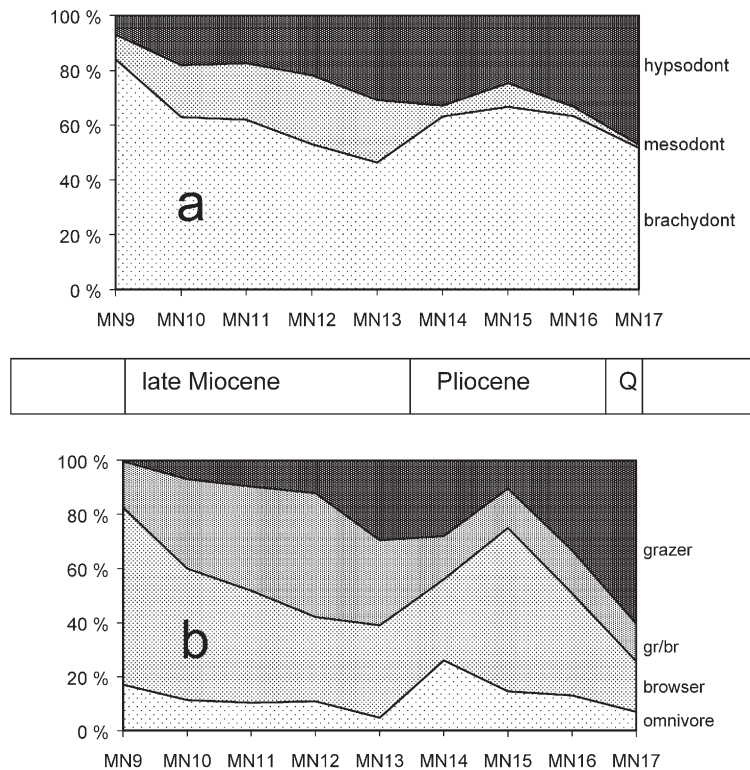 100 %
80 %
60 %
40 %
20 %
0 %
hypsodont
mesodont
brachydont
a
MN9 MN10 MN11 MN12 MN13 MN14 MN15 MN16 MN17
late Miocene Pliocene Q
100 %
80 %
60 %
40 %
20 %
0 %
grazer
gr/br
browser
omnivore
b
MN9 MN10 MN11 MN12 MN13 MN14 MN15 MN16 MN17